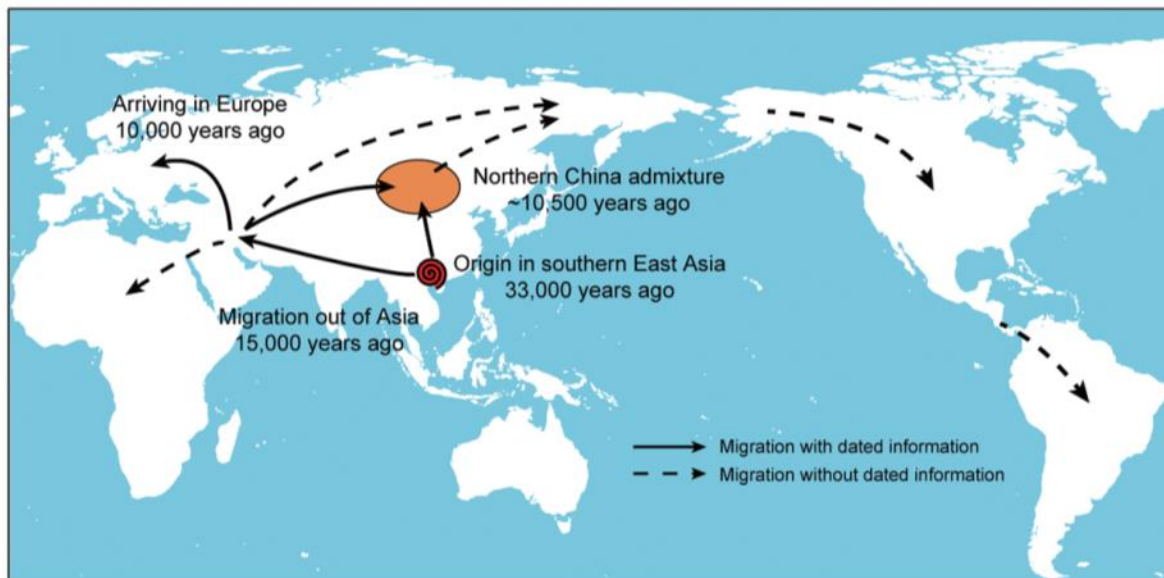 Arriving in Europe
10,000 years ago
Northern China admixture
~10,500 years ago
Origin in southern East Asia
33,000 years ago
Migration out of Asia
15,000 years ago
Migration with dated information
Migration without dated information